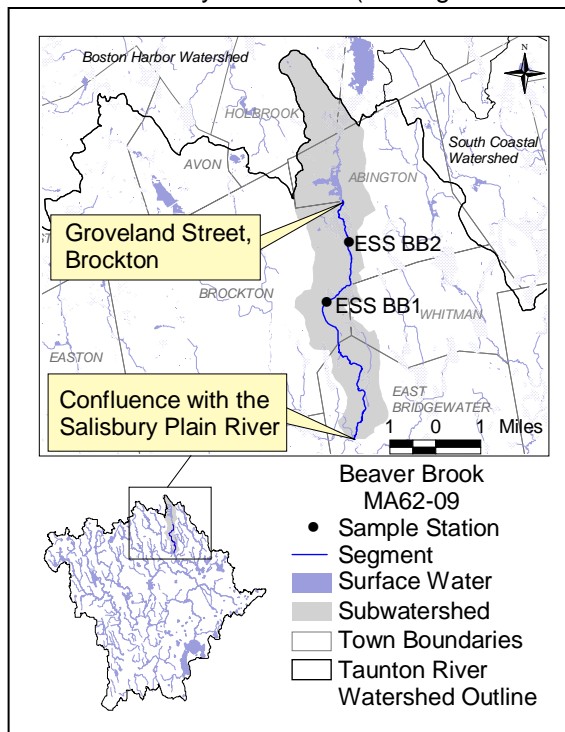 Boston Harbor Watershed
N
HOLBROOK
South Coastal
Watershed
AVON
ABINGTON
Groveland Street,
Brockton
ESS BB2
BROCKTON
ESS BB1
WHITMAN
EASTON
Confluence with the
Salisbury Plain River
EAST
BRIDGEWATER
1 0 1 Miles
Beaver Brook
MA62-09
Sample Station
Segment
Surface Water
Subwatershed
Town Boundaries
Taunton River
Watershed Outline